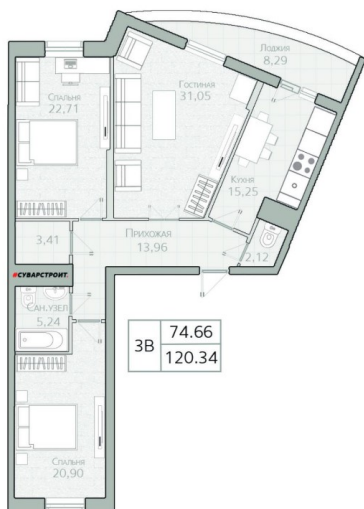 Лоджия
8,29
Гостиная
31,05
Спальня
22,71
Кухня
15,25
3,41
Прихожая
13,96
2,12
#СУВАРСТРОИТ.
Сан.узел
5,24
3В
74.66
120.34
Спальня
20,90